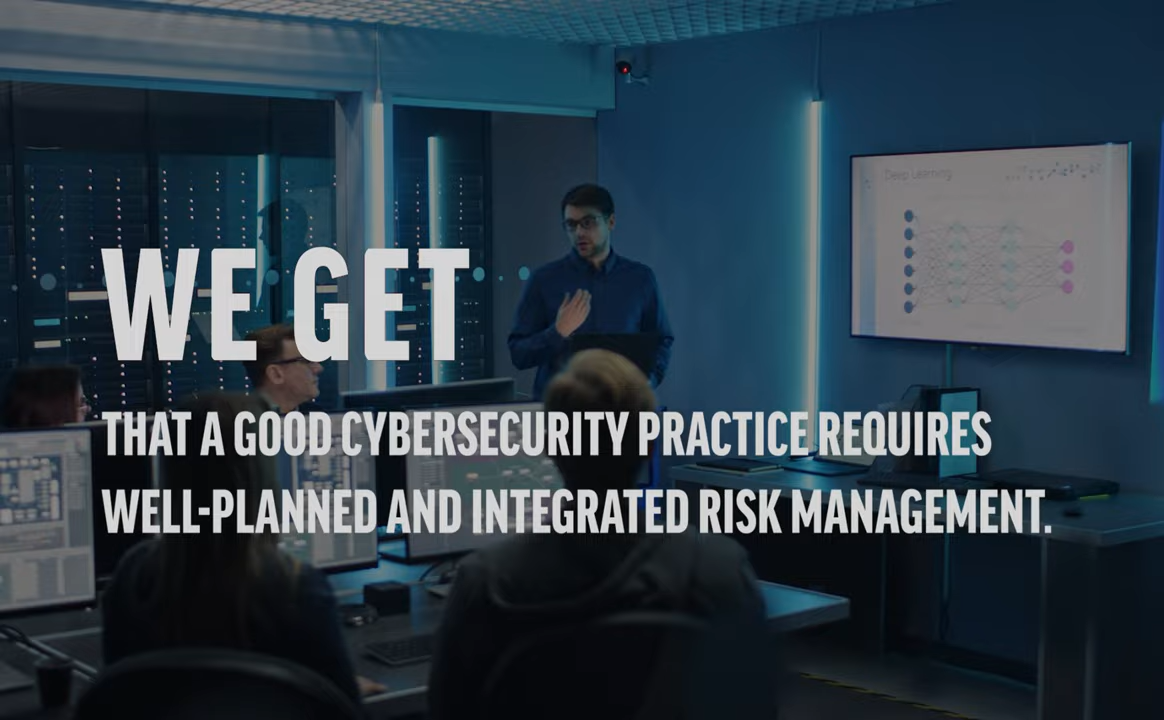 Deep Learning
WE GET
THAT A GOOD CYBERSECURITY PRACTICE REQUIRES
WELL-PLANNED AND INTEGRATED RISK MANAGEMENT.